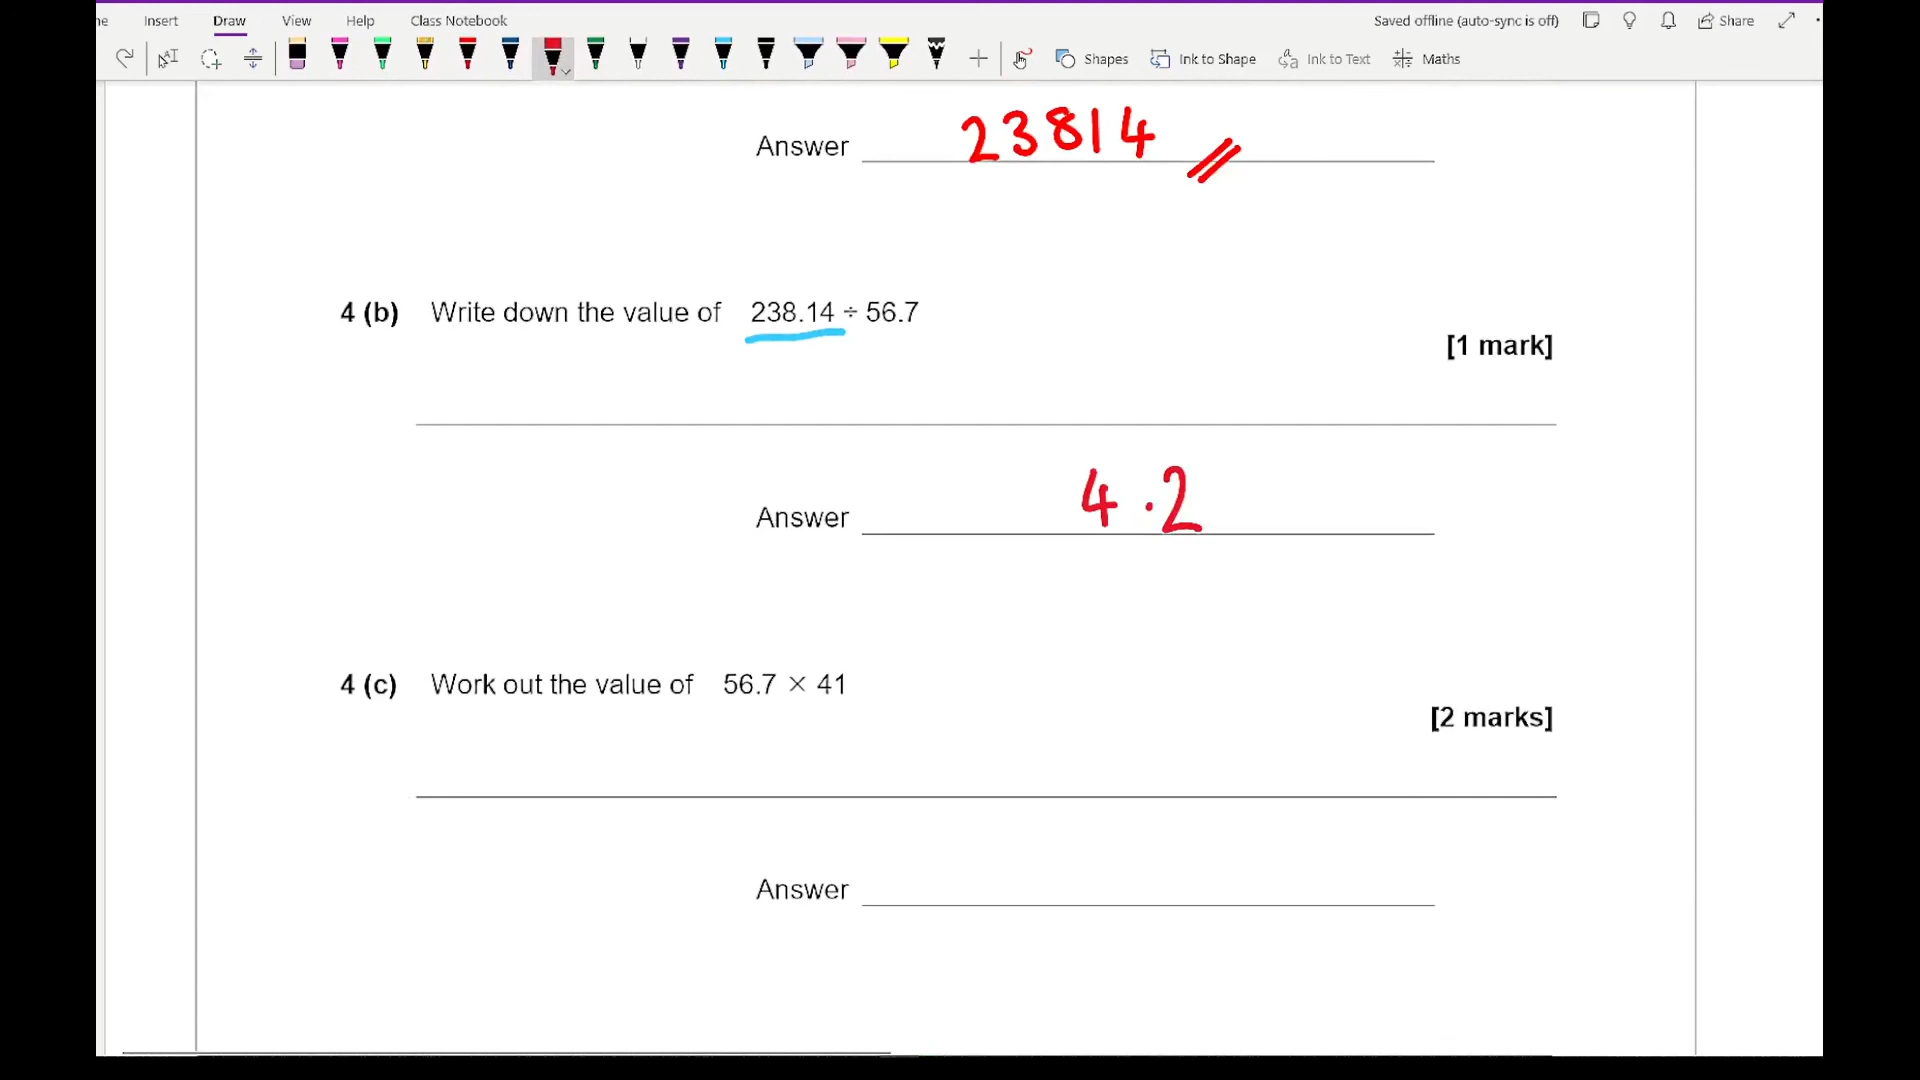 Insert Draw View Help Class Notebook Saved offline (auto-sync is off) Share
Shapes Ink to Shape Ink to Text Maths
Answer 23814
4 (b) Write down the value of 238.14 ÷ 56.7
[1 mark]
Answer 4.2
4 (c) Work out the value of 56.7 × 41
[2 marks]
Answer